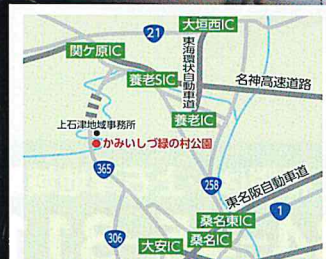 大垣西IC
21
関ケ原IC
東海環状自動車道
養老SIC
名神高速道路
養老IC
上石津地域事務所
かみいしづ緑の村公園
365
258
東名阪自動車道
桑名東IC
1
306
大安IC
桑名IC